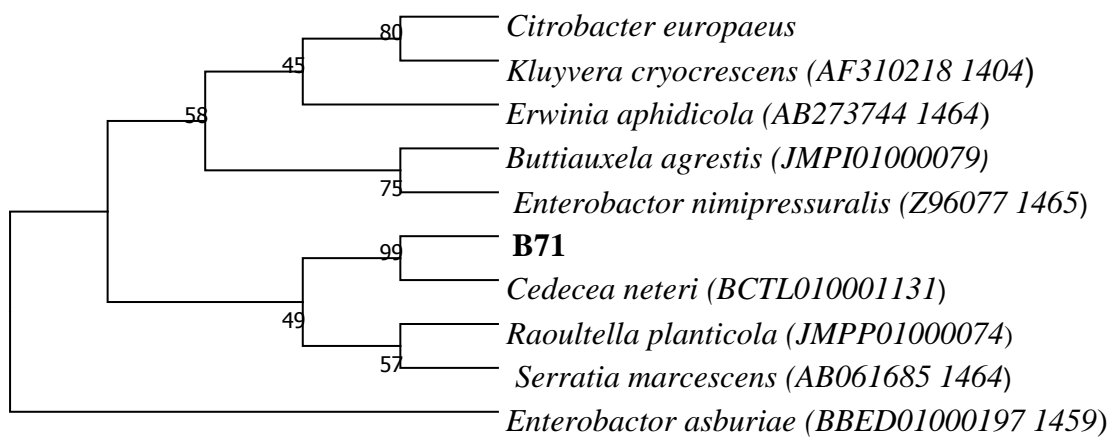 80
Citrobacter europaeus
45
Kluyvera cryocrescens (AF310218 1404)
58
Erwinia aphidicola (AB273744 1464)
Buttiauxela agrestis (JMPI01000079)
75
Enterobactor nimipressuralis (Z96077 1465)
99
B71
Cedecea neteri (BCTL010001131)
49
Raoultella planticola (JMPP01000074)
57
Serratia marcescens (AB061685 1464)
Enterobactor asburiae (BBED01000197 1459)